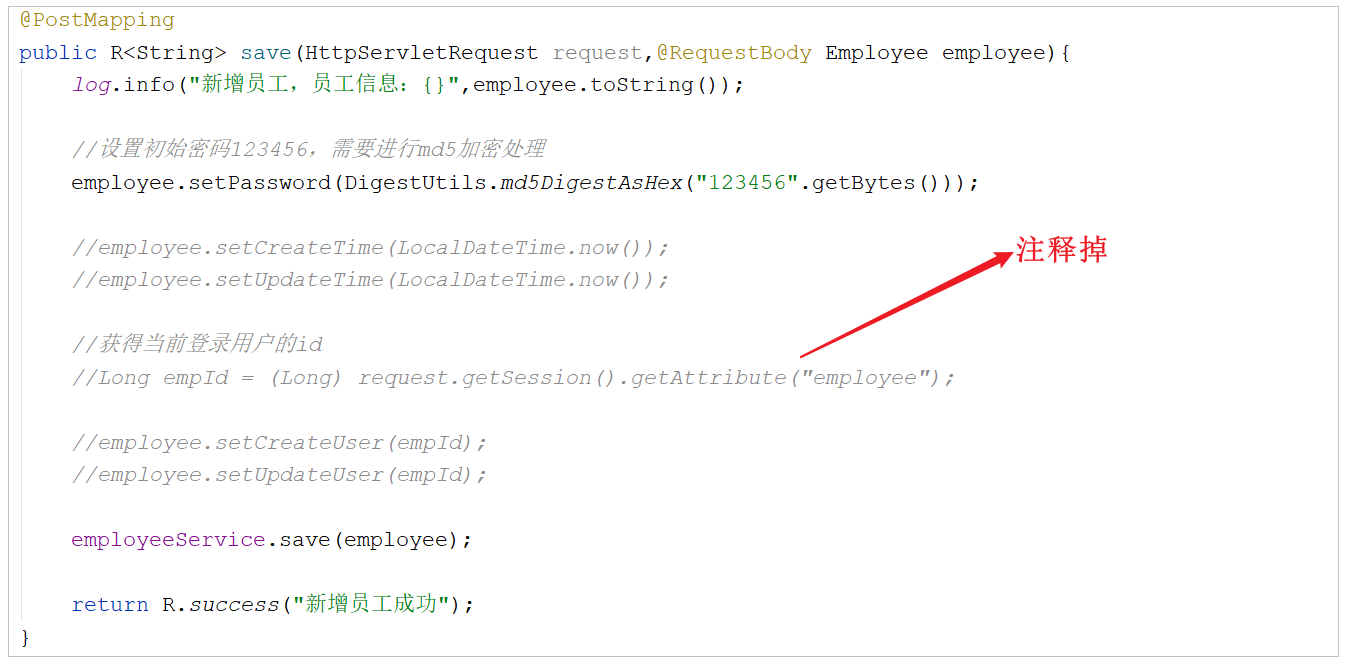 @PostMapping
public R<String> save(HttpServletRequest request,@RequestBody Employee employee){
    log.info("新增员工，员工信息：{}",employee.toString());
    //设置初始密码123456，需要进行md5加密处理
    employee.setPassword(DigestUtils.md5DigestAsHex("123456".getBytes()));
    //employee.setCreateTime(LocalDateTime.now());
注释掉
    //employee.setUpdateTime(LocalDateTime.now());
    //获得当前登录用户的id
    //Long empId = (Long) request.getSession().getAttribute("employee");
    //employee.setCreateUser(empId);
    //employee.setUpdateUser(empId);
    employeeService.save(employee);
    return R.success("新增员工成功");
}